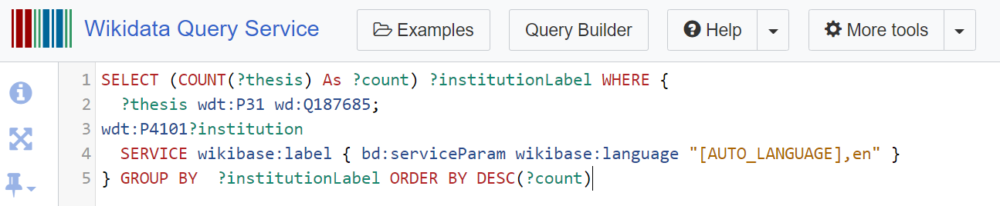 Wikidata Query Service Examples Query Builder Help More tools
1 SELECT (COUNT(?thesis) As ?count) ?institutionLabel WHERE {
2 ?thesis wdt:P31 wd:Q187685;
3 wdt:P4101?institution
4 SERVICE wikibase:label { bd:serviceParam wikibase:language "[AUTO_LANGUAGE],en" }
5 } GROUP BY  ?institutionLabel ORDER BY DESC(?count)